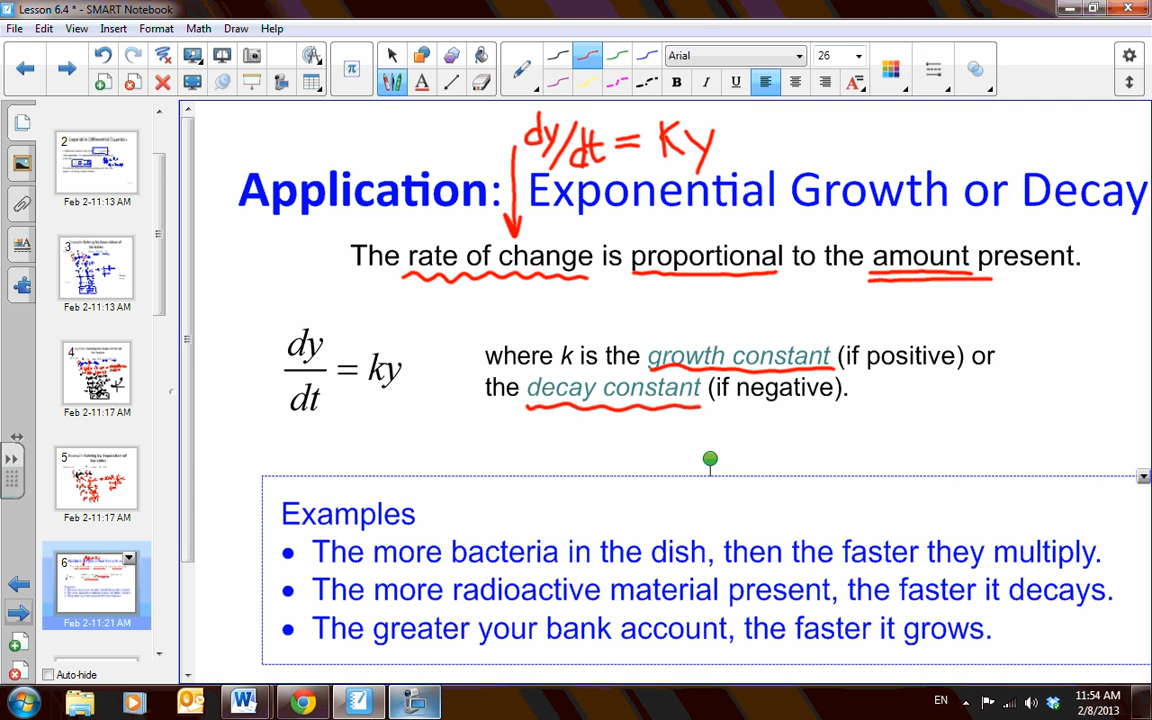 Lesson 6.4 * - SMART Notebook
File Edit View Insert Format Math Draw Help
Arial 26
B I U A
dy/dt = Ky
Application: Exponential Growth or Decay
The rate of change is proportional to the amount present.
dy/dt = ky
where k is the growth constant (if positive) or
the decay constant (if negative).
Examples
• The more bacteria in the dish, then the faster they multiply.
• The more radioactive material present, the faster it decays.
• The greater your bank account, the faster it grows.
2
Feb 2-11:13 AM
3
Feb 2-11:13 AM
4
Feb 2-11:17 AM
5
Feb 2-11:17 AM
6
Feb 2-11:21 AM
Auto-hide
EN
11:54 AM
2/8/2013